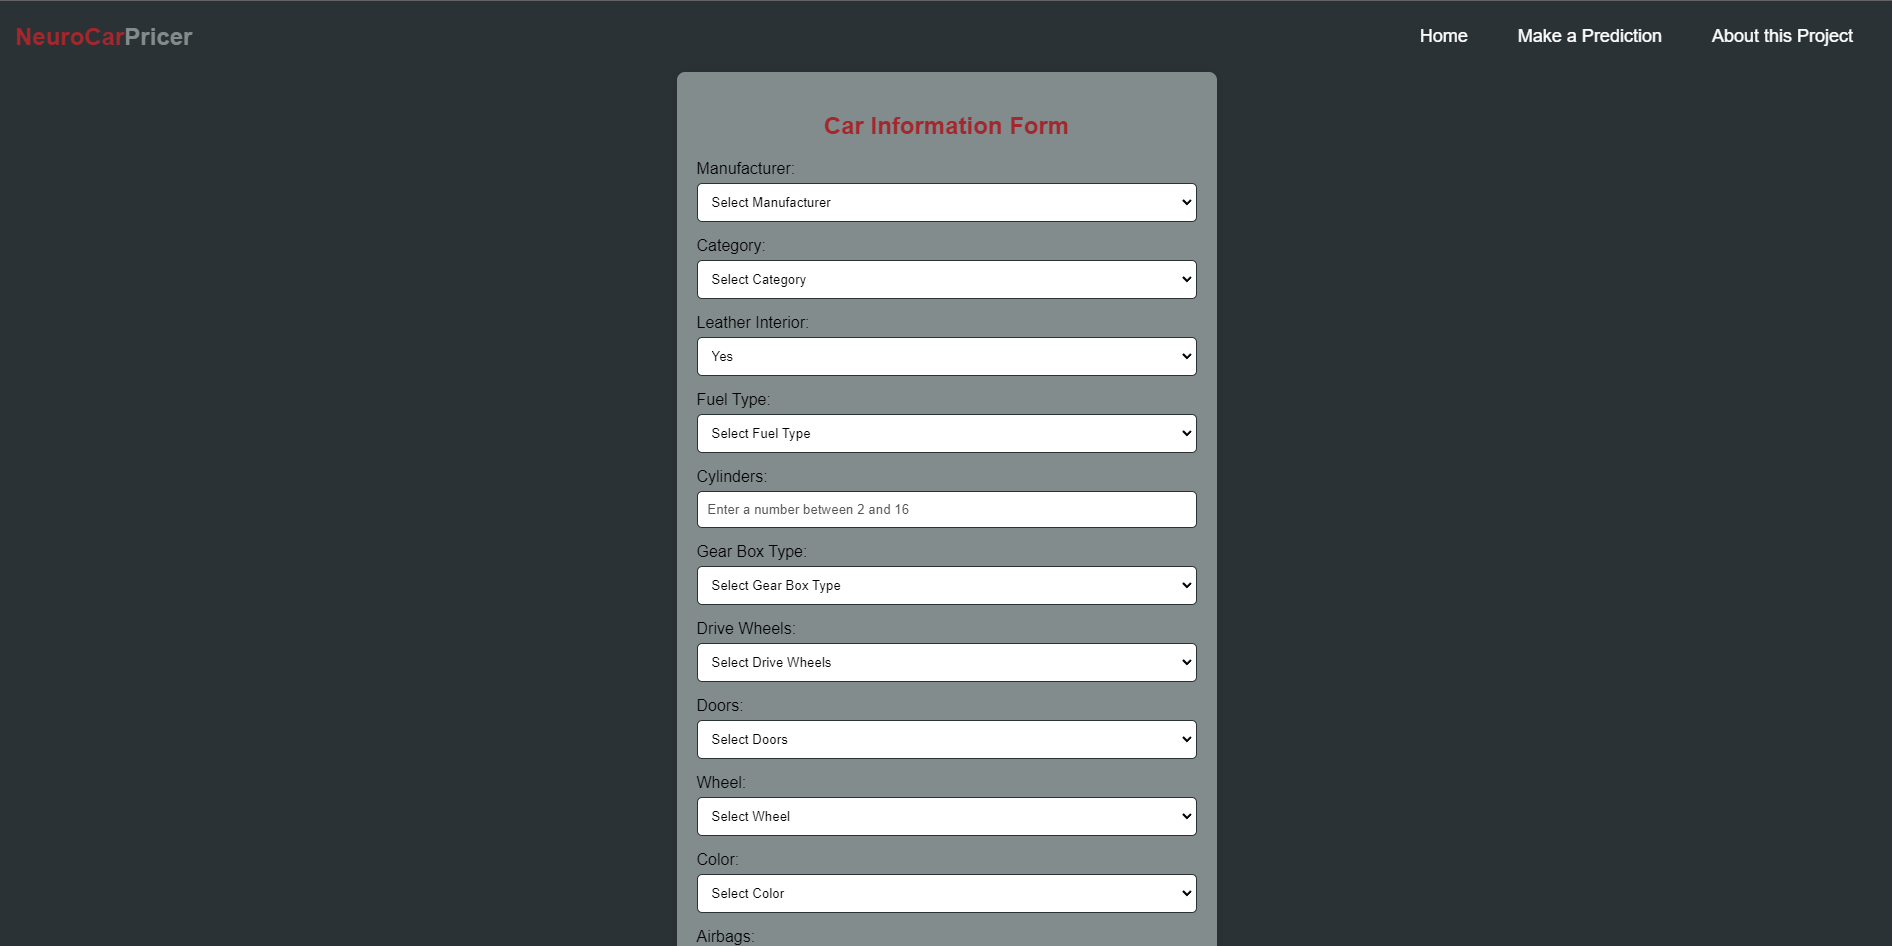 NeuroCarPricer
Home Make a Prediction About this Project
Car Information Form
Manufacturer:
Select Manufacturer
Category:
Select Category
Leather Interior:
Yes
Fuel Type:
Select Fuel Type
Cylinders:
Enter a number between 2 and 16
Gear Box Type:
Select Gear Box Type
Drive Wheels:
Select Drive Wheels
Doors:
Select Doors
Wheel:
Select Wheel
Color:
Select Color
Airbags: